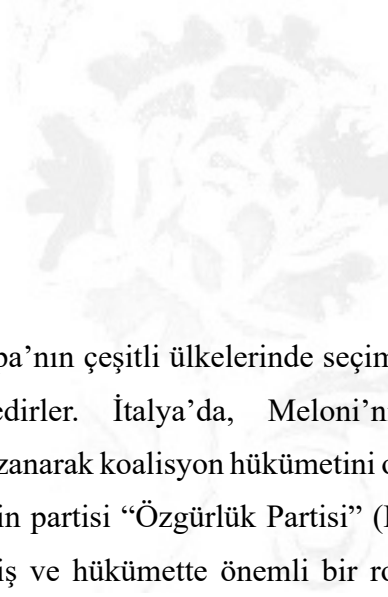 pa’nın çeşitli ülkelerinde seçim
edirler. İtalya’da, Meloni’n
zanarak koalisyon hükümetini o
in partisi “Özgürlük Partisi” (
iş ve hükümette önemli bir ro